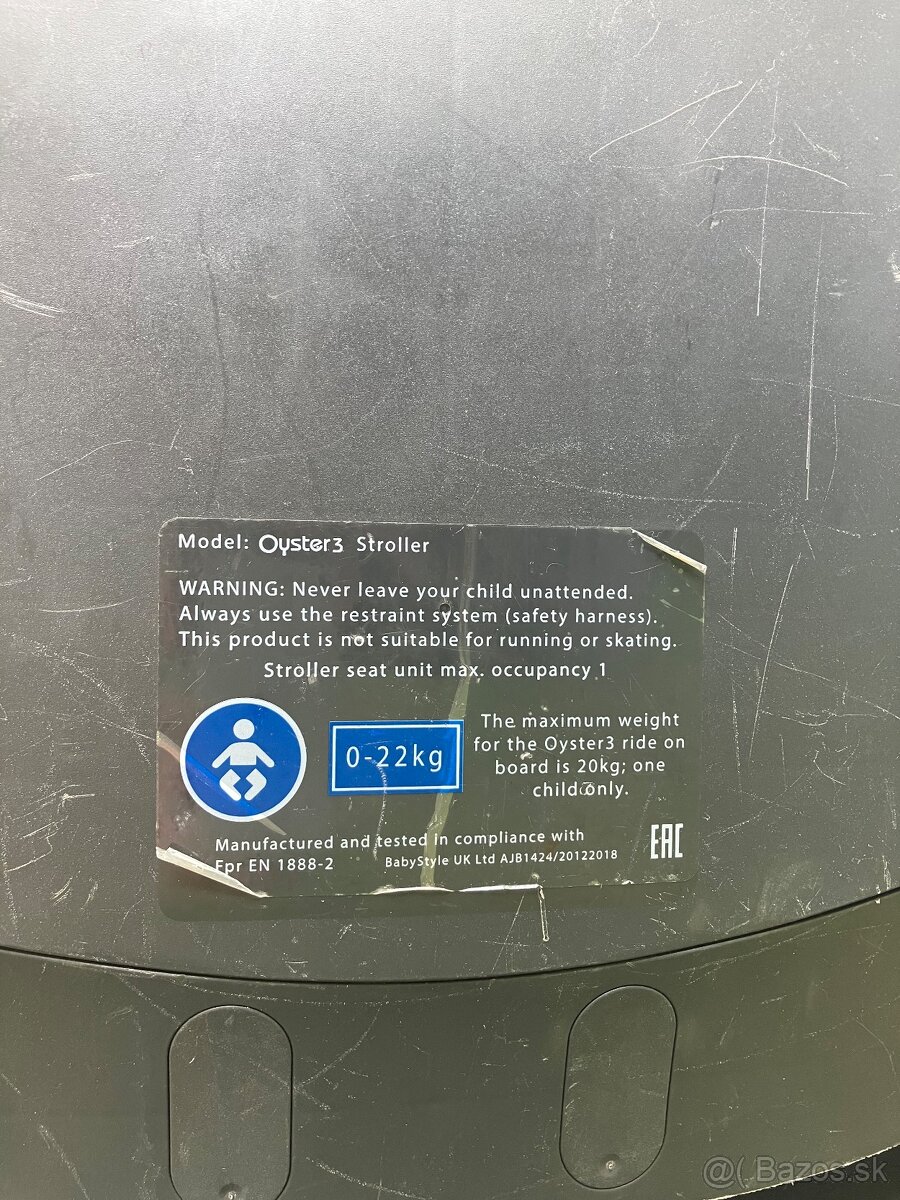 Model: Oyster3 Stroller
WARNING: Never leave your child unattended.
Always use the restraint system (safety harness).
This product is not suitable for running or skating.
Stroller seat unit max. occupancy 1
0-22kg
The maximum weight
for the Oyster3 ride on
board is 20kg; one
child only.
Manufactured and tested in compliance with
Fpr EN 1888-2
BabyStyle UK Ltd AJB1424/20122018
EAC
@( Bazos.sk